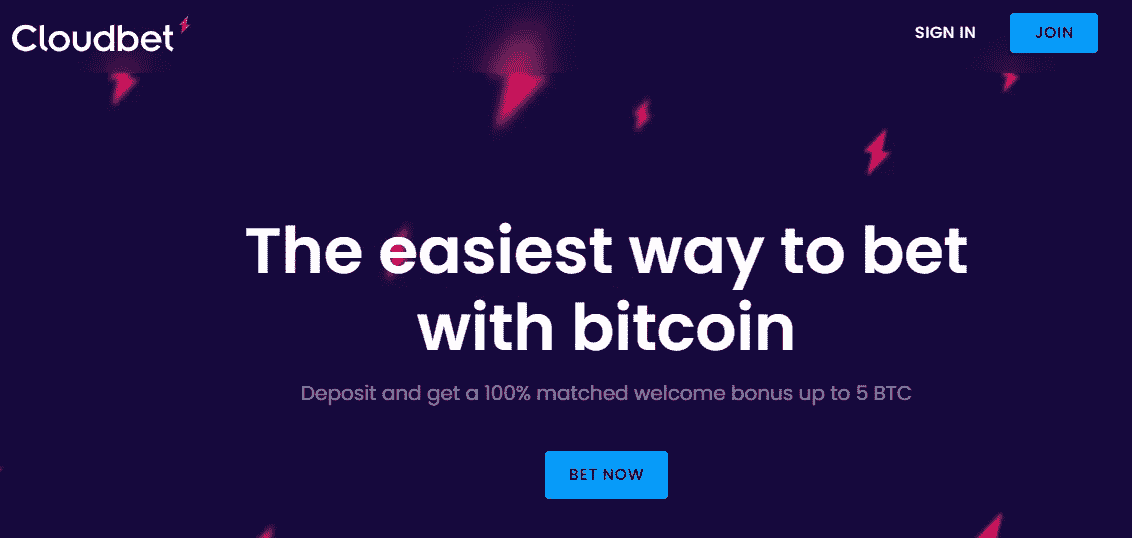 Cloudbet
SIGN IN
JOIN
The easiest way to bet
with bitcoin
Deposit and get a 100% matched welcome bonus up to 5 BTC
BET NOW